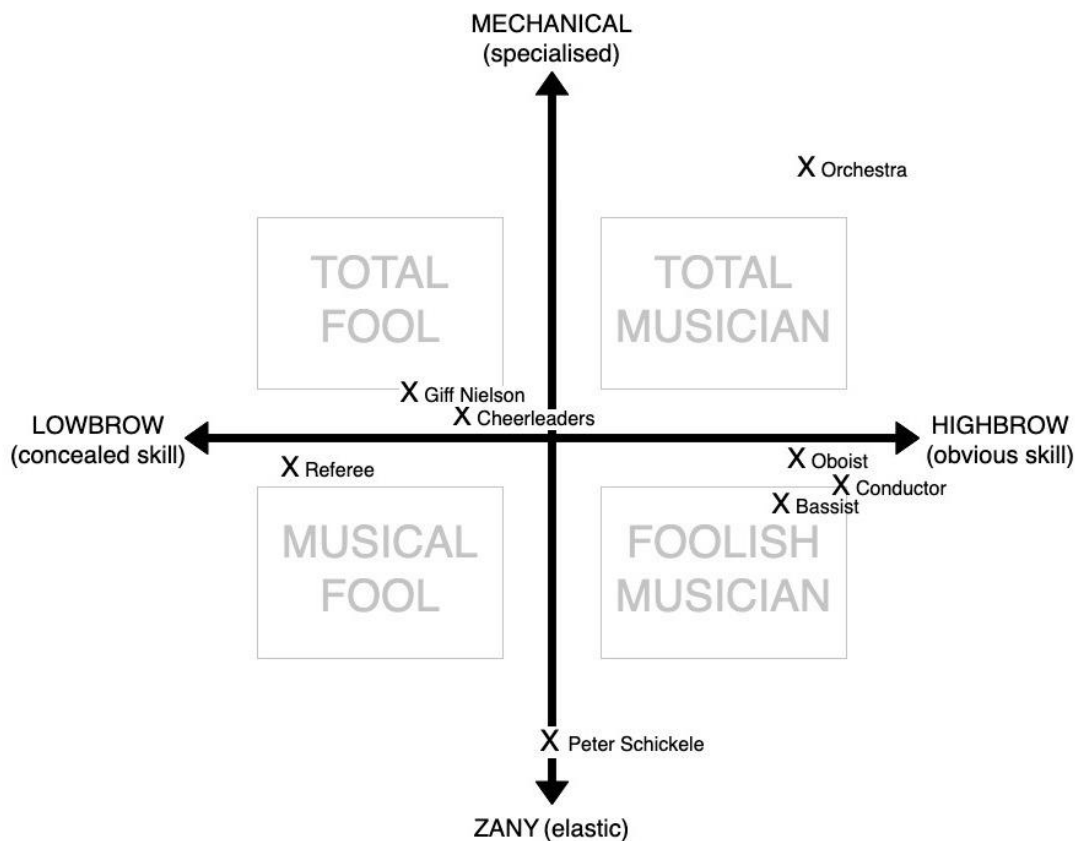 MECHANICAL
(specialised)
X Orchestra
TOTAL
FOOL
TOTAL
MUSICIAN
X Giff Nielson
X Cheerleaders
LOWBROW
(concealed skill)
HIGHBROW
(obvious skill)
X Referee
X Oboist
X Conductor
X Bassist
MUSICAL
FOOL
FOOLISH
MUSICIAN
X Peter Schickele
ZANY (elastic)